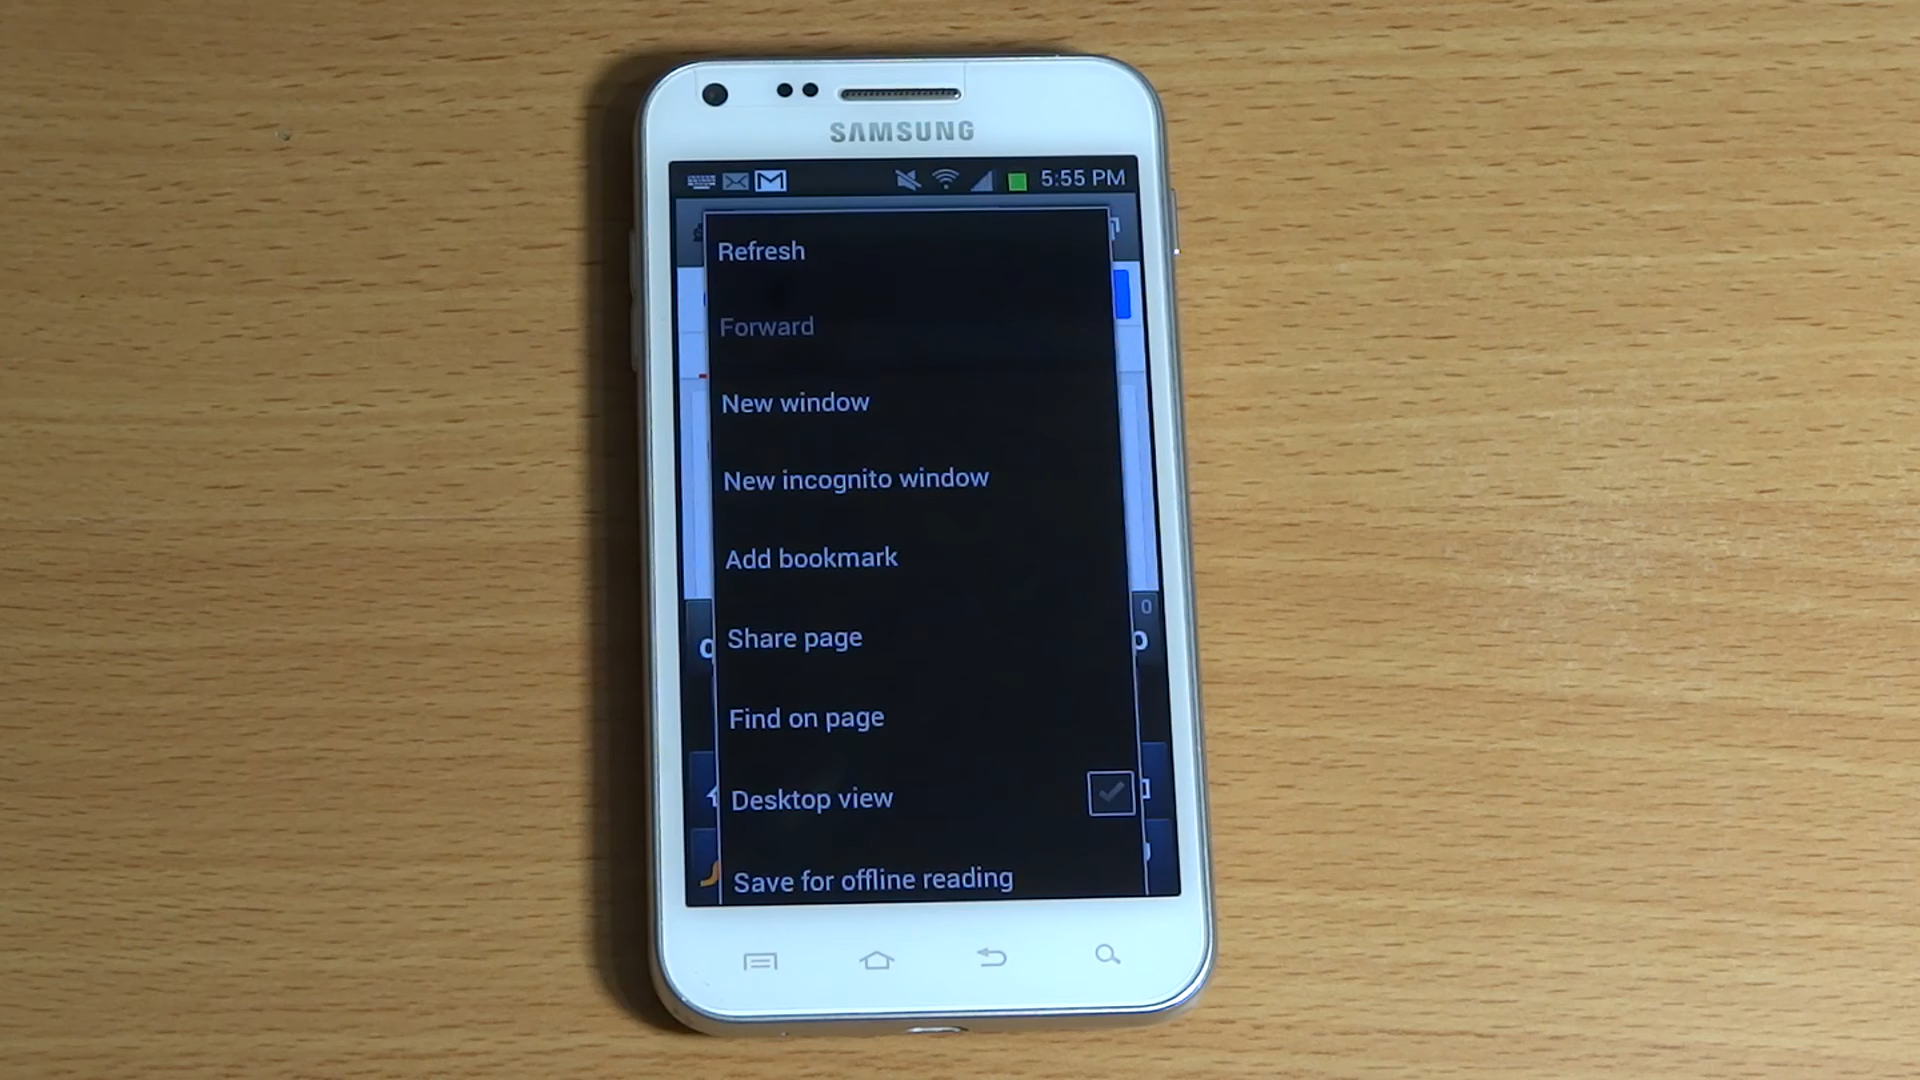 SAMSUNG
5:55 PM
Refresh
Forward
New window
New incognito window
Add bookmark
0
Share page
p
Find on page
Desktop view
Save for offline reading